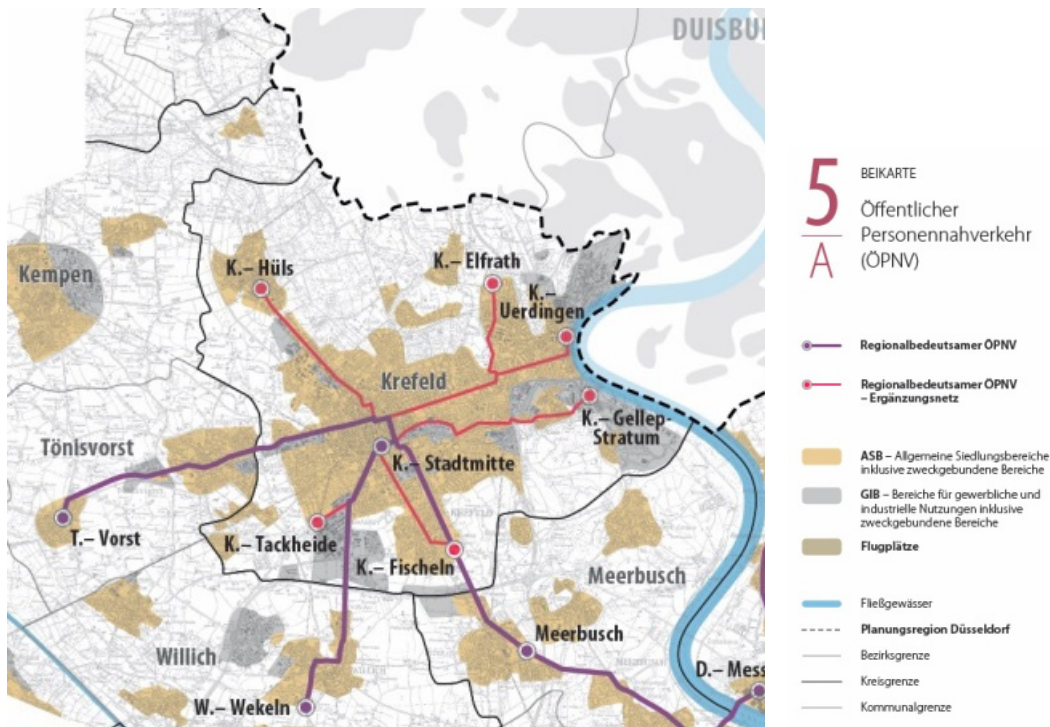 DUISBU
Kempen
K.– Hüls
K.– Elfrath
K.–
Uerdingen
Krefeld
K.– Gellep-
Stratum
Tönisvorst
K.– Stadtmitte
T.– Vorst
K.– Tackheide
K.– Fischeln
Meerbusch
Meerbusch
Willich
W.– Wekeln
D.– Mess
5
A
BEIKARTE
Öffentlicher
Personennahverkehr
(ÖPNV)
Regionalbedeutsamer ÖPNV
Regionalbedeutsamer ÖPNV
– Ergänzungsnetz
ASB – Allgemeine Siedlungsbereiche
inklusive zweckgebundene Bereiche
GIB – Bereiche für gewerbliche und
industrielle Nutzungen inklusive
zweckgebundene Bereiche
Flugplätze
Fließgewässer
Planungsregion Düsseldorf
Bezirksgrenze
Kreisgrenze
Kommunalgrenze